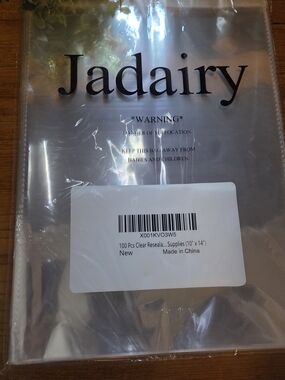 Jadairy
*WARNING*
DANGER OF SUFFOCATION
KEEP THIS BAG AWAY FROM
BABIES AND CHILDREN
X001KVO3W5
100 Pcs Clear Reseala... Supplies (10" x 14")
New Made in China